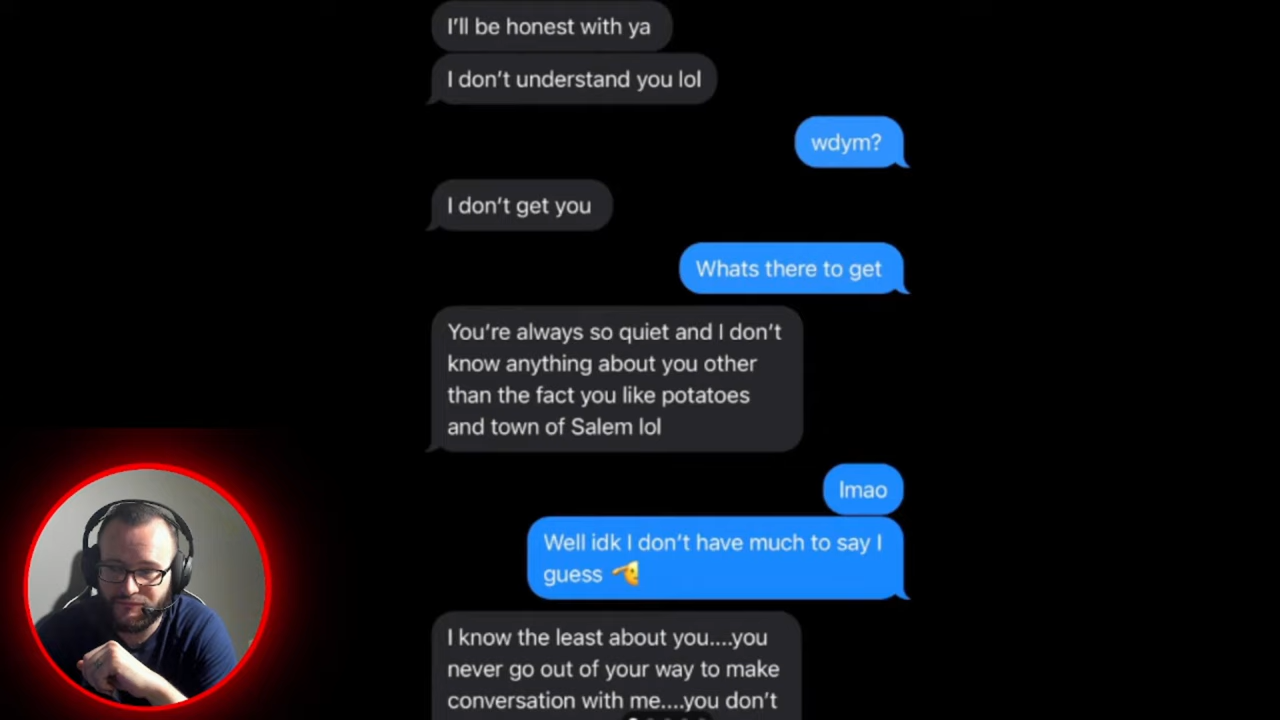 I'll be honest with ya
I don't understand you lol
wdym?
I don't get you
Whats there to get
You're always so quiet and I don't
know anything about you other
than the fact you like potatoes
and town of Salem lol
lmao
Well idk I don't have much to say I
guess 🫤
I know the least about you....you
never go out of your way to make
conversation with me....you don't